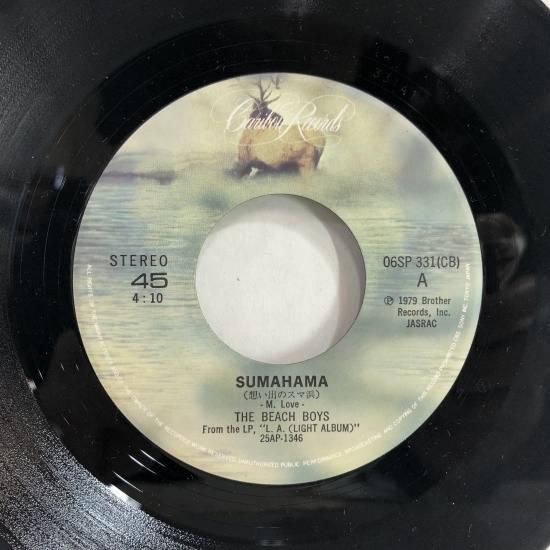 Caribou Records
STEREO
45
4:10
06SP 331(CB)
A
℗ 1979 Brother
Records, Inc.
JASRAC
SUMAHAMA
(想い出のスマ浜)
- M. Love -
THE BEACH BOYS
From the LP, "L. A. (LIGHT ALBUM)"
25AP-1346